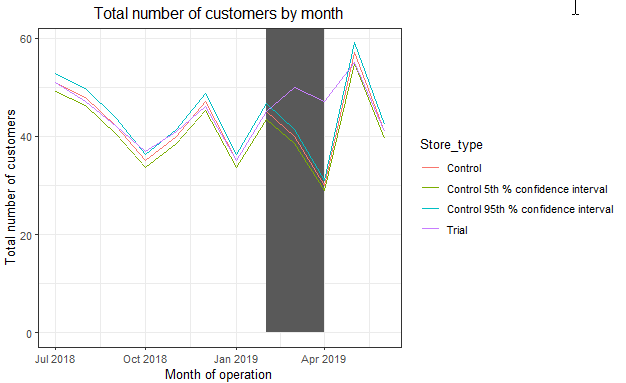 Total number of customers by month
Total number of customers
60
40
20
0
Jul 2018
Oct 2018
Jan 2019
Apr 2019
Month of operation
Store_type
Control
Control 5th % confidence interval
Control 95th % confidence interval
Trial